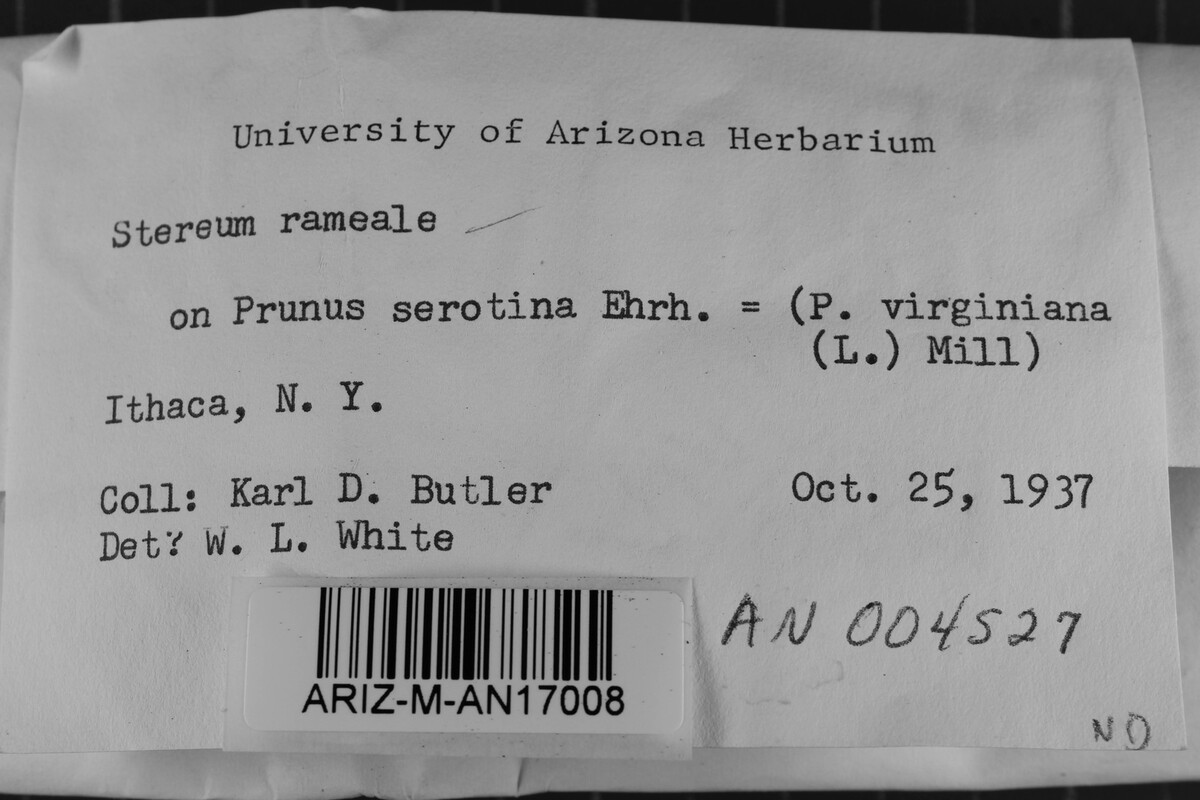 University of Arizona Herbarium
Stereum rameale
on Prunus serotina Ehrh. = (P. virginiana
(L.) Mill)
Ithaca, N. Y.
Coll: Karl D. Butler Oct. 25, 1937
Det? W. L. White
AN 004527
ARIZ-M-AN17008
NO